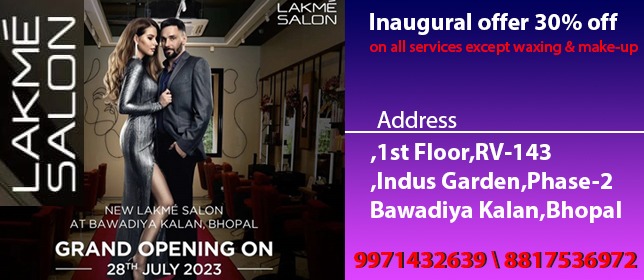 LAKMÉ
SALON
LAKMÉ
SALON
NEW LAKMÉ SALON
AT BAWADIYA KALAN, BHOPAL
GRAND OPENING ON
28TH JULY 2023
Inaugural offer 30% off
on all services except waxing & make-up
Address
,1st Floor,RV-143
,Indus Garden,Phase-2
Bawadiya Kalan,Bhopal
9971432639 \ 8817536972